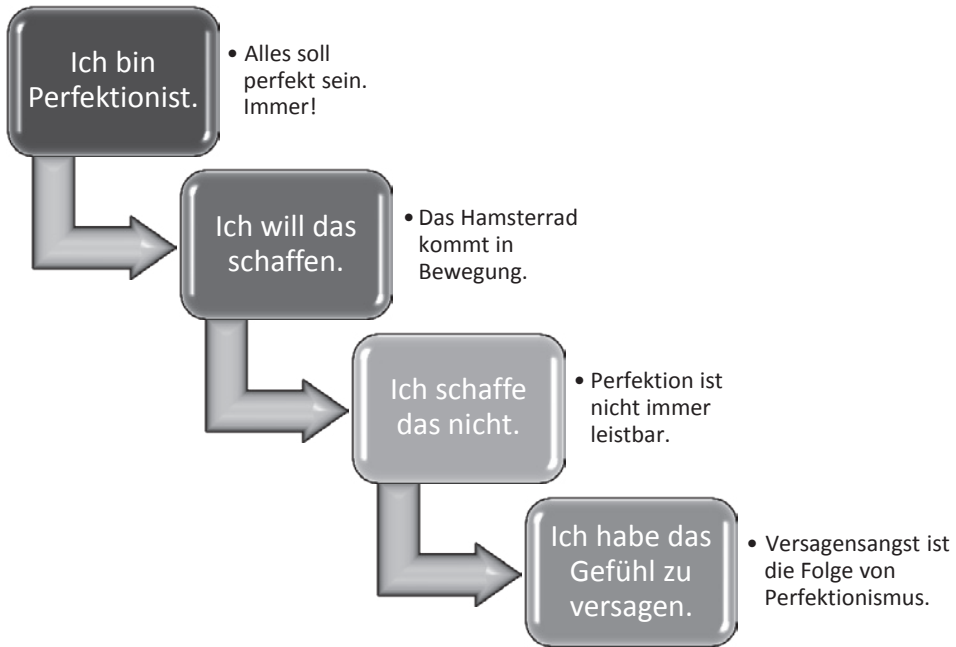 Ich bin
Perfektionist.
• Alles soll
perfekt sein.
Immer!
Ich will das
schaffen.
• Das Hamsterrad
kommt in
Bewegung.
Ich schaffe
das nicht.
• Perfektion ist
nicht immer
leistbar.
Ich habe das
Gefühl zu
versagen.
• Versagensangst ist
die Folge von
Perfektionismus.